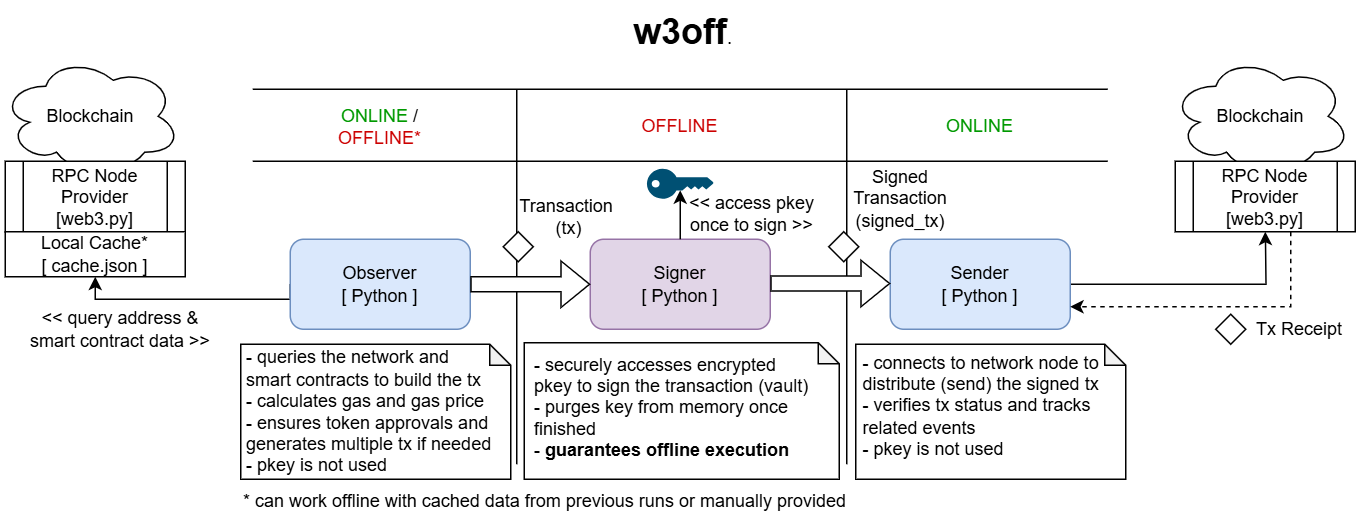 w3off.
Blockchain
RPC Node
Provider
[web3.py]
Local Cache*
[ cache.json ]
<< query address &
smart contract data >>
ONLINE /
OFFLINE*
OFFLINE
ONLINE
Transaction
(tx)
<< access pkey
once to sign >>
Signed
Transaction
(signed_tx)
Observer
[ Python ]
Signer
[ Python ]
Sender
[ Python ]
Blockchain
RPC Node
Provider
[web3.py]
Tx Receipt
- queries the network and
smart contracts to build the tx
- calculates gas and gas price
- ensures token approvals and
generates multiple tx if needed
- pkey is not used
- securely accesses encrypted
pkey to sign the transaction (vault)
- purges key from memory once
finished
- guarantees offline execution
- connects to network node to
distribute (send) the signed tx
- verifies tx status and tracks
related events
- pkey is not used
* can work offline with cached data from previous runs or manually provided